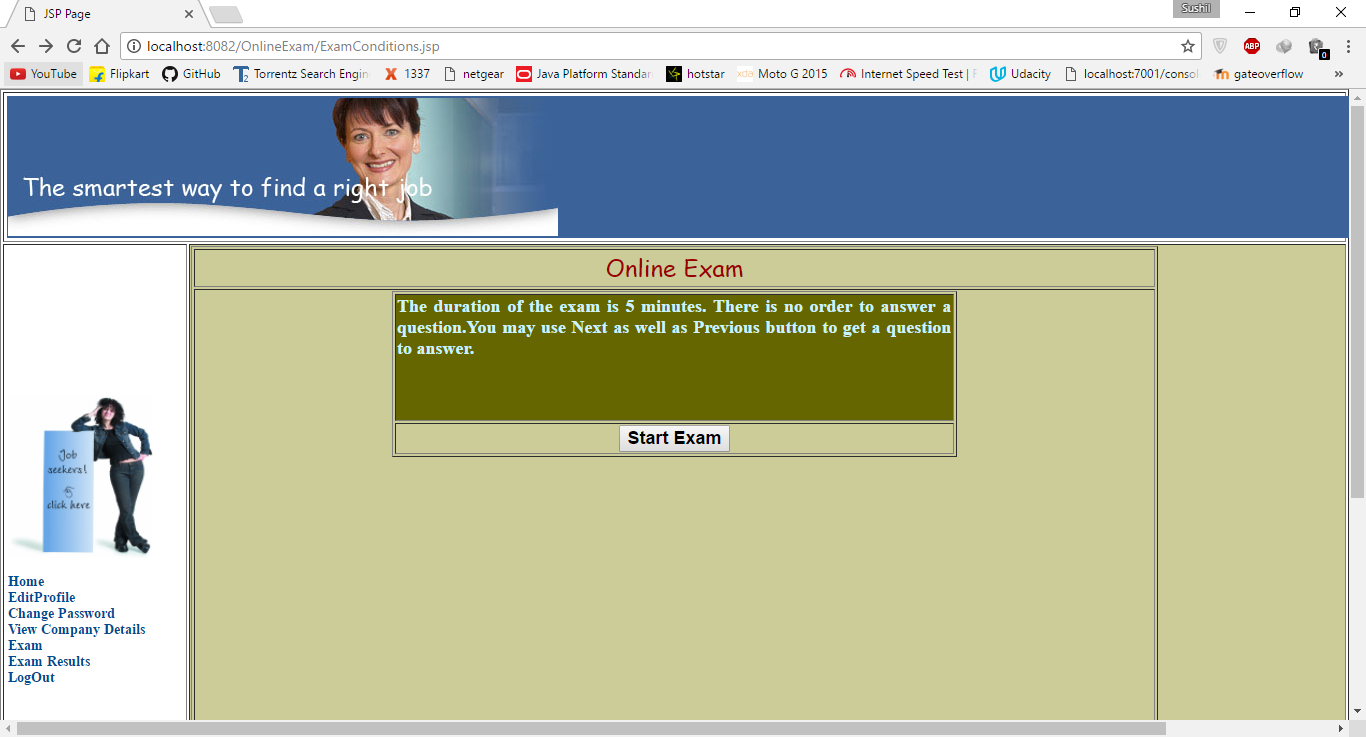 JSP Page
Sushil
localhost:8082/OnlineExam/ExamConditions.jsp
ABP
0
YouTube Flipkart GitHub Torrentz Search Engin 1337 netgear Java Platform Standar hotstar Moto G 2015 Internet Speed Test | Udacity localhost:7001/consol gateoverflow »
The smartest way to find a right job
Online Exam
The duration of the exam is 5 minutes. There is no order to answer a
question.You may use Next as well as Previous button to get a question
to answer.
Start Exam
Job
seekers!
click here
Home
EditProfile
Change Password
View Company Details
Exam
Exam Results
LogOut